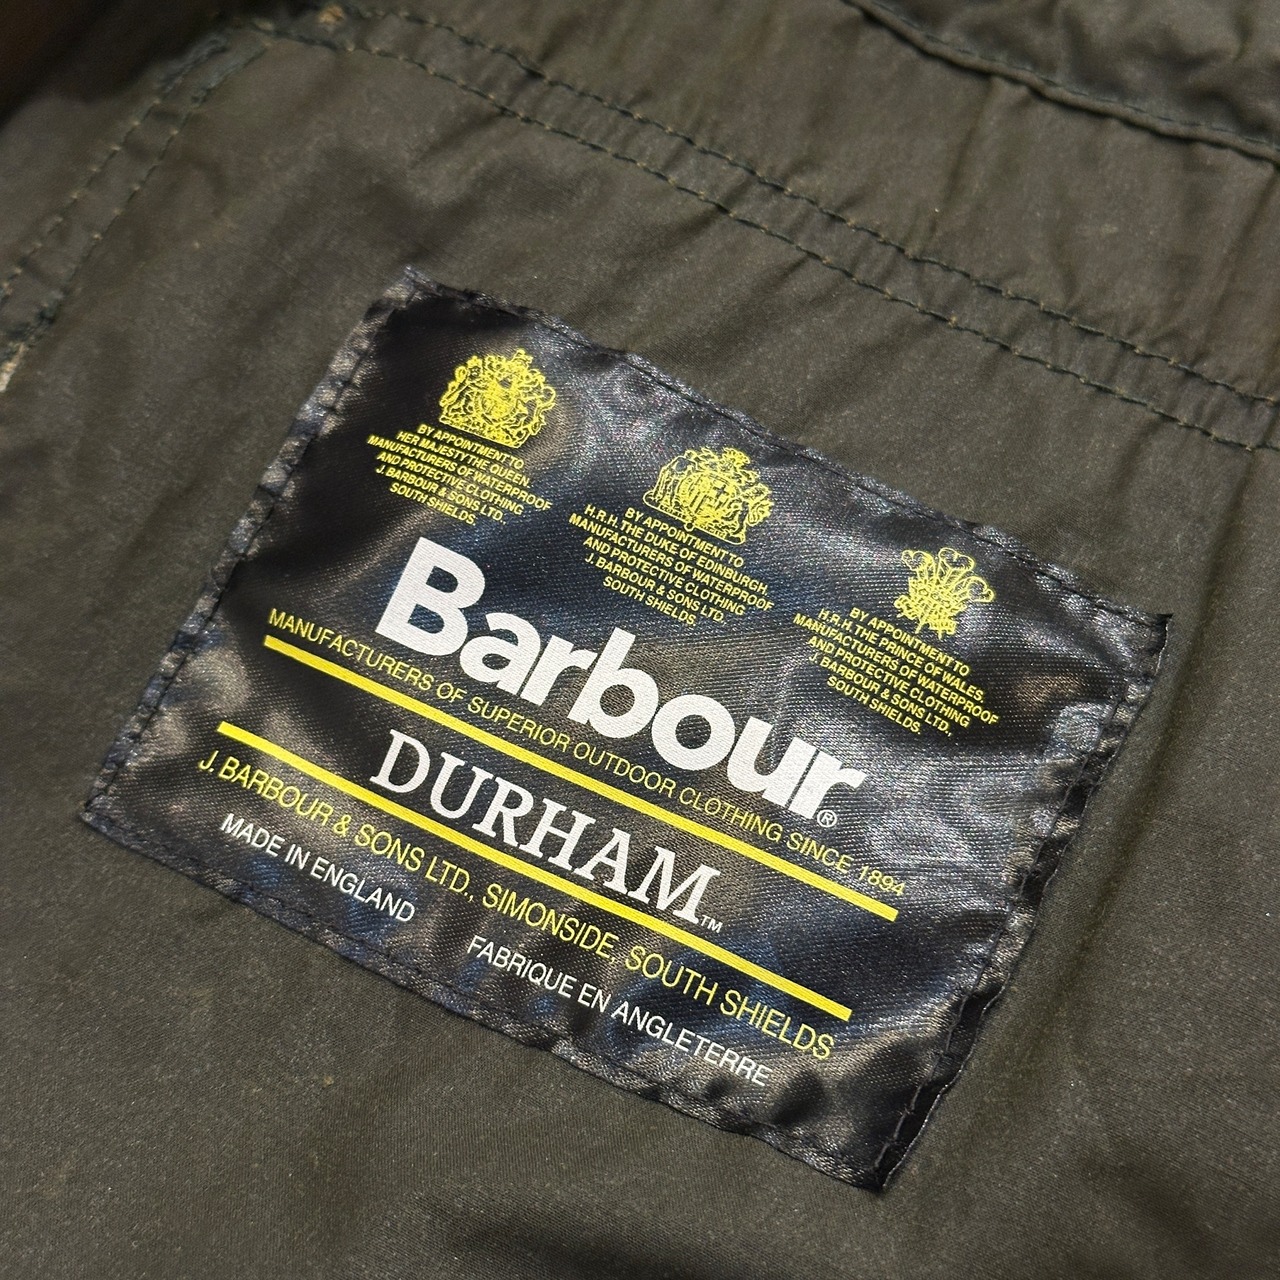 BY APPOINTMENT TO
HER MAJESTY THE QUEEN.
MANUFACTURERS OF WATERPROOF
AND PROTECTIVE CLOTHING
J. BARBOUR & SONS LTD.
SOUTH SHIELDS.
BY APPOINTMENT TO
H.R.H. THE DUKE OF EDINBURGH.
MANUFACTURERS OF WATERPROOF
AND PROTECTIVE CLOTHING
J. BARBOUR & SONS LTD.
SOUTH SHIELDS.
BY APPOINTMENT TO
H.R.H. THE PRINCE OF WALES.
MANUFACTURERS OF WATERPROOF
AND PROTECTIVE CLOTHING
J. BARBOUR & SONS LTD.,
SOUTH SHIELDS.
Barbour®
MANUFACTURERS OF SUPERIOR OUTDOOR CLOTHING SINCE 1894
DURHAM™
J. BARBOUR & SONS LTD., SIMONSIDE, SOUTH SHIELDS
MADE IN ENGLAND
FABRIQUE EN ANGLETERRE